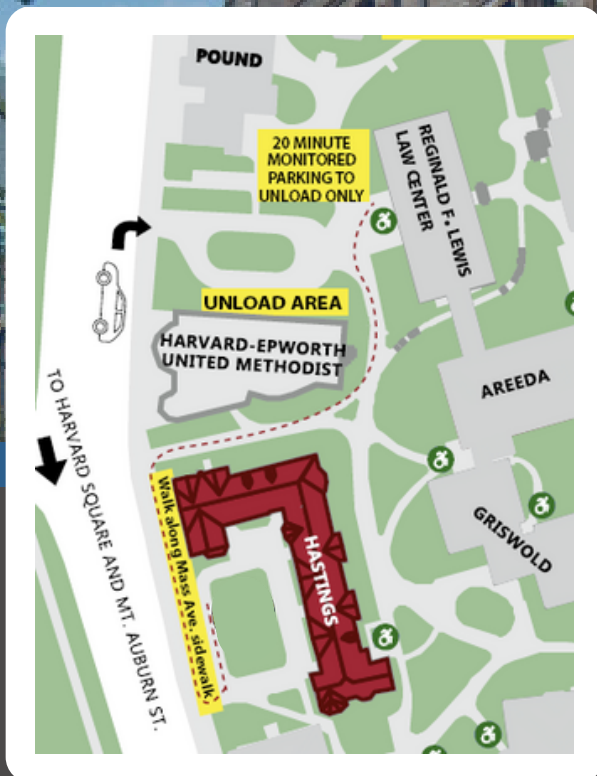 POUND
20 MINUTE
MONITORED
PARKING TO
UNLOAD ONLY
REGINALD F. LEWIS
LAW CENTER
UNLOAD AREA
HARVARD-EPWORTH
UNITED METHODIST
AREEDA
TO HARVARD SQUARE AND MT. AUBURN ST.
Walk along Mass Ave. sidewalk
HASTINGS
GRISWOLD